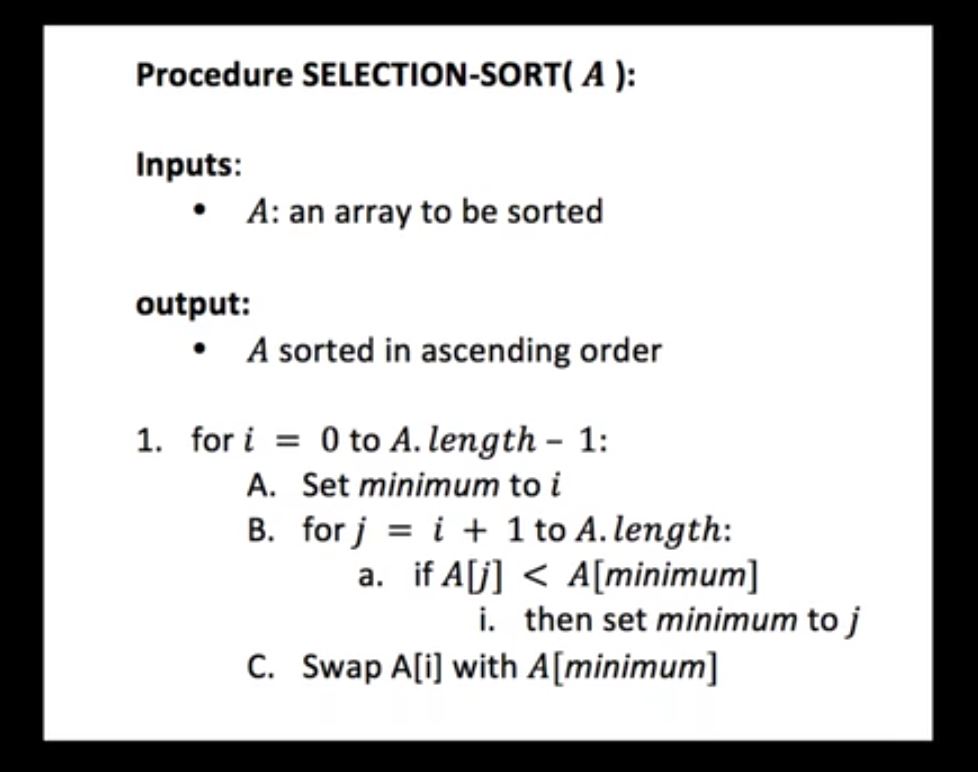 Procedure SELECTION-SORT( A ):
Inputs:
• A: an array to be sorted
output:
• A sorted in ascending order
1. for i = 0 to A. length – 1:
A. Set minimum to i
B. for j = i + 1 to A. length:
a. if A[j] < A[minimum]
i. then set minimum to j
C. Swap A[i] with A[minimum]